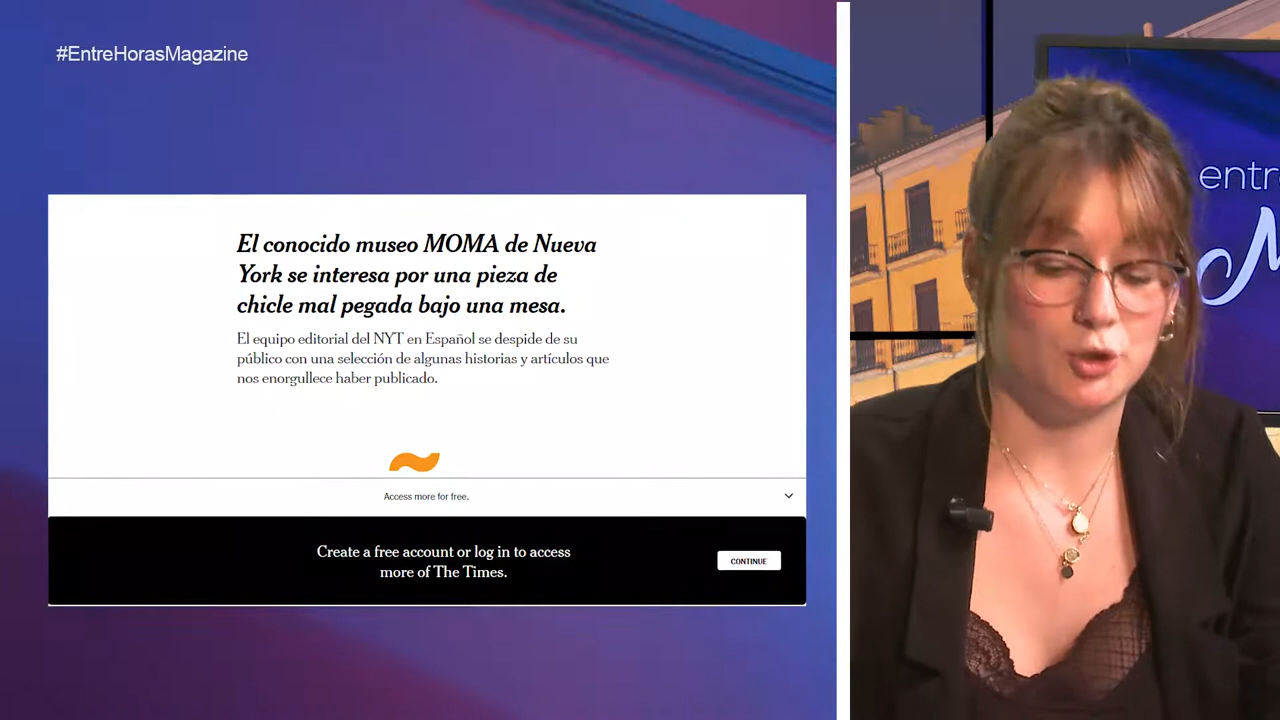 #EntreHorasMagazine
El conocido museo MOMA de Nueva
York se interesa por una pieza de
chicle mal pegada bajo una mesa.
El equipo editorial del NYT en Español se despide de su
público con una selección de algunas historias y artículos que
nos enorgullece haber publicado.
Access more for free.
Create a free account or log in to access
more of The Times.
CONTINUE
entr
M